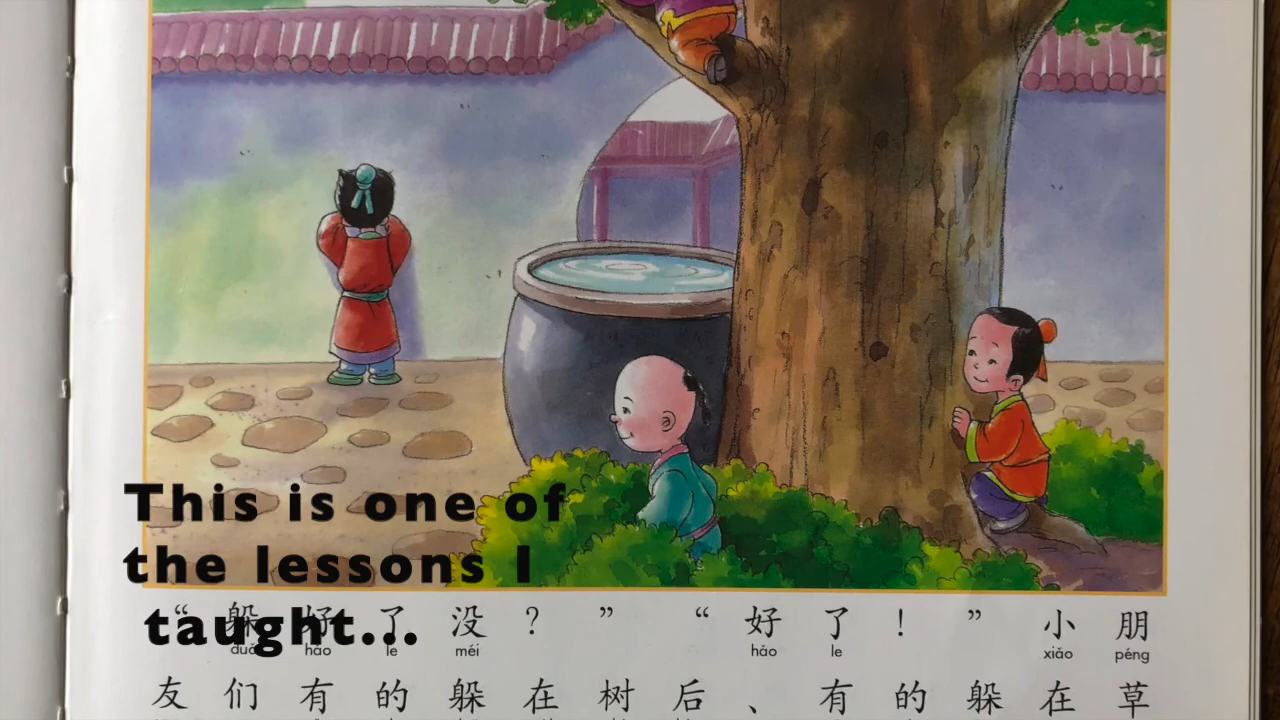 This is one of
the lessons I
taught...
“躲好了没？” “好了！” 小朋
duǒ hǎo le méi hǎo le xiǎo péng
友们有的躲在树后、有的躲在草